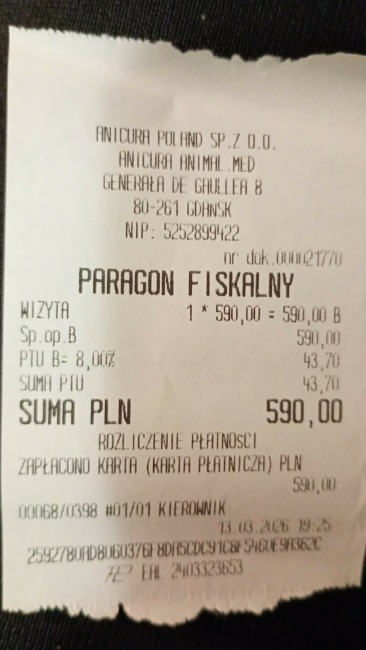 ANICURA POLAND SP.Z O.O.
ANICURA ANIMAL.MED
GENERAŁA DE GAULLEA 8
80-261 GDAŃSK
NIP: 5252899422
nr dok.00002177
PARAGON FISKALNY
WIZYTA 1 * 590,00 = 590,00 B
Sp.op.B 590,00
PTU B= 8,00% 43,70
SUMA PTU 43,70
SUMA PLN 590,00
ROZLICZENIE PŁATNOŚCI
ZAPŁACONO KARTA (KARTA PŁATNICZA) PLN
590,00
00068/0398 #01/01 KIEROWNIK
13.03.2026 19:25
EAL 2403323653